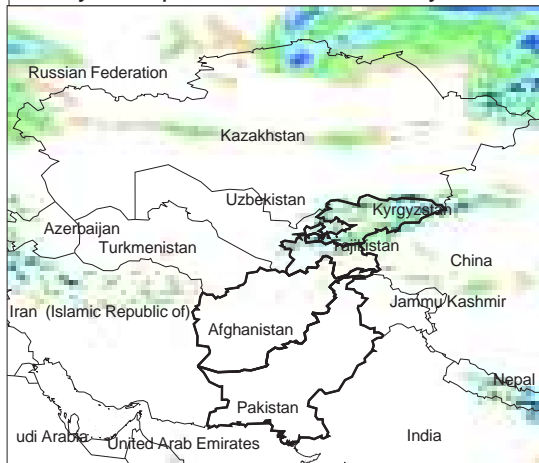 Russian Federation
Kazakhstan
Uzbekistan
Kyrgyzstan
Azerbaijan
Turkmenistan
Tajikistan
China
Iran (Islamic Republic of)
Jammu Kashmir
Afghanistan
Nepal
Pakistan
udi Arabia
United Arab Emirates
India